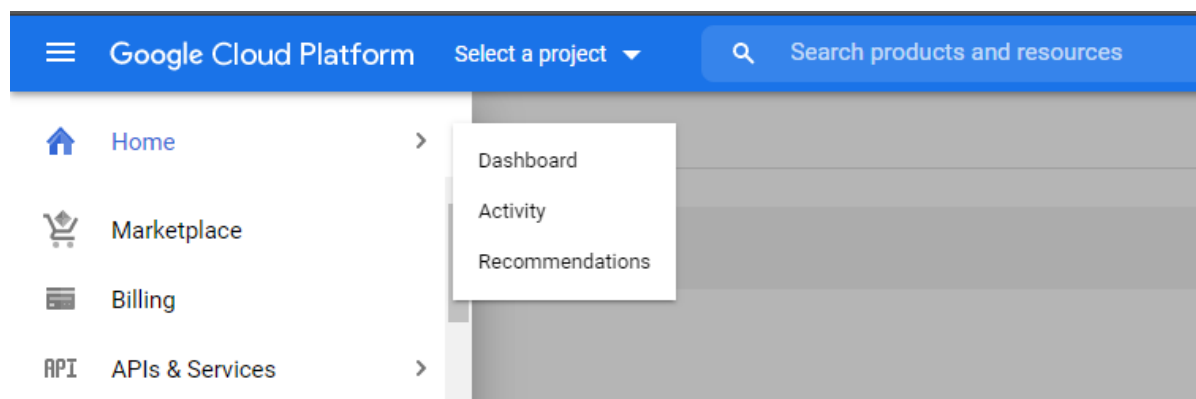 Google Cloud Platform Select a project Search products and resources
Home
Dashboard
Activity
Recommendations
Marketplace
Billing
API APIs & Services